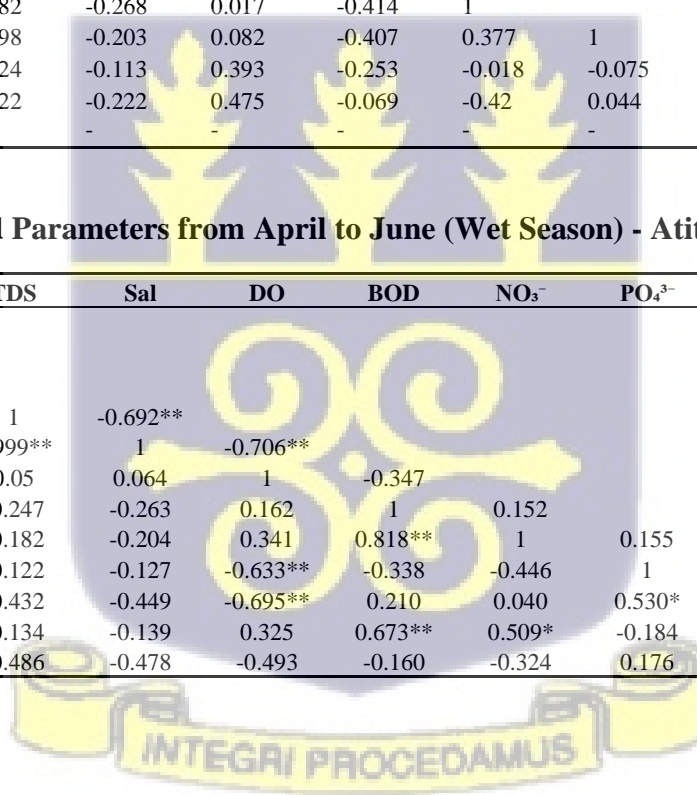 82 -0.268 0.017 -0.414 1
98 -0.203 0.082 -0.407 0.377 1
24 -0.113 0.393 -0.253 -0.018 -0.075
22 -0.222 0.475 -0.069 -0.42 0.044
- - - - -
Parameters from April to June (Wet Season) - Atit
TDS Sal DO BOD NO₃⁻ PO₄³⁻
1 -0.692**
999** 1 -0.706**
0.05 0.064 1 -0.347
0.247 -0.263 0.162 1 0.152
0.182 -0.204 0.341 0.818** 1 0.155
0.122 -0.127 -0.633** -0.338 -0.446 1
0.432 -0.449 -0.695** 0.210 0.040 0.530*
0.134 -0.139 0.325 0.673** 0.509* -0.184
0.486 -0.478 -0.493 -0.160 -0.324 0.176
INTEGRI PROCEDAMUS